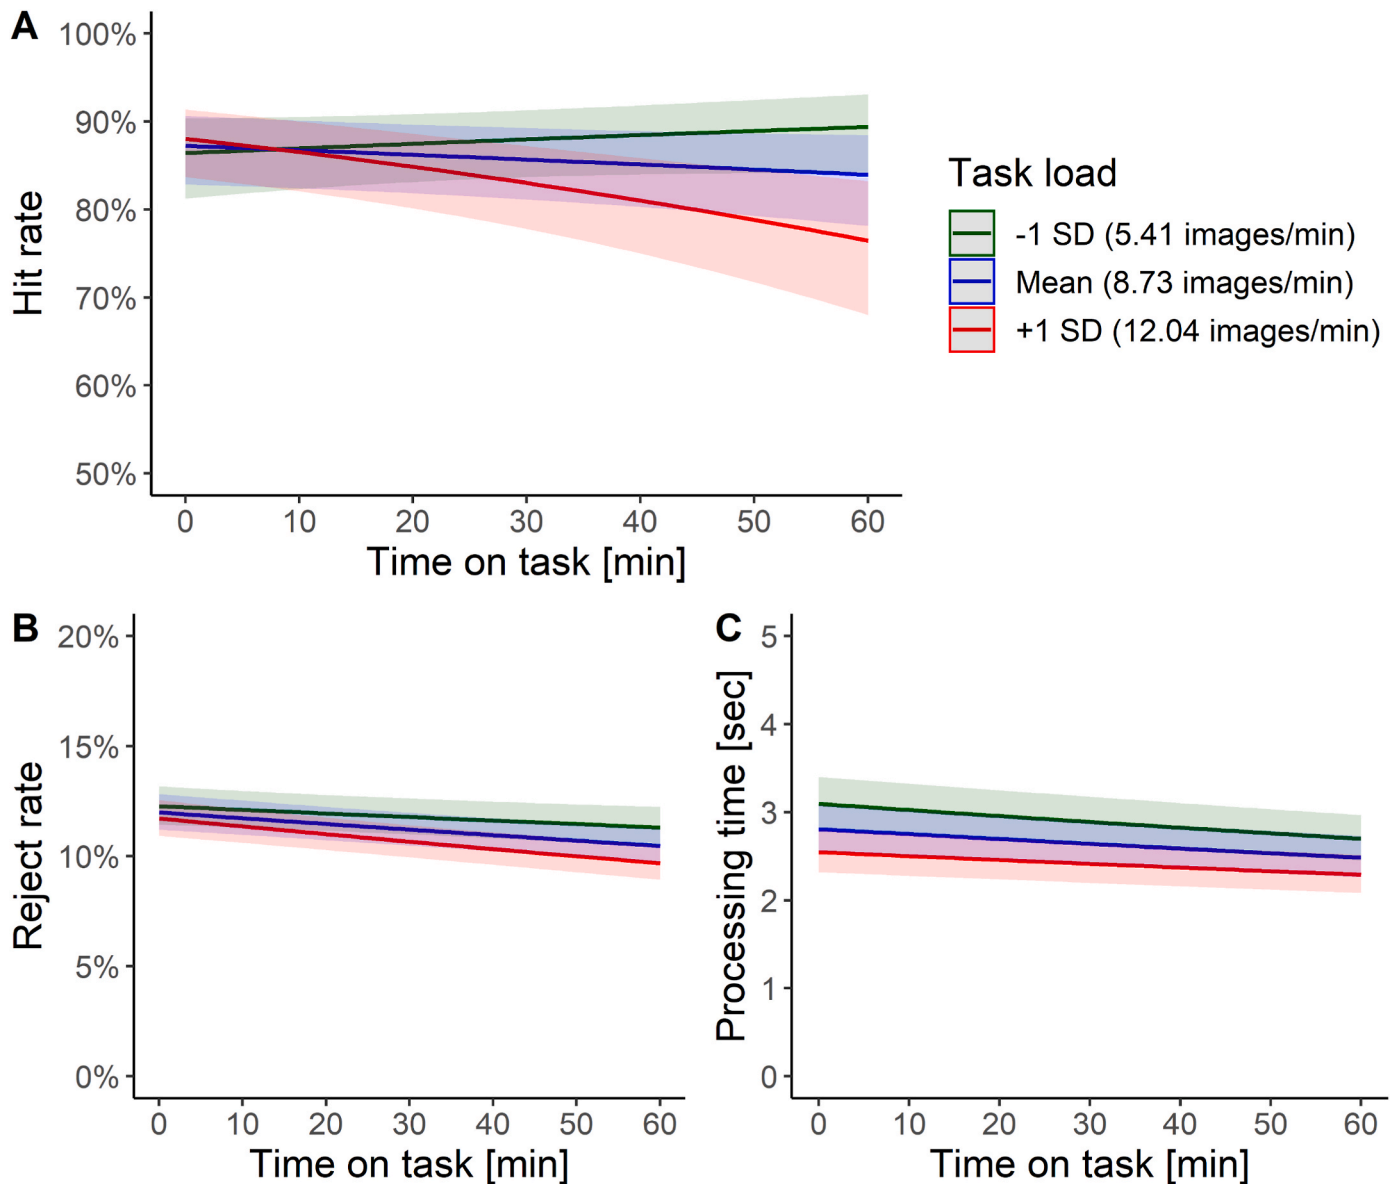 A
Hit rate
100%
90%
80%
70%
60%
50%
0 10 20 30 40 50 60
Time on task [min]
Task load
-1 SD (5.41 images/min)
Mean (8.73 images/min)
+1 SD (12.04 images/min)
B
Reject rate
20%
15%
10%
5%
0%
0 10 20 30 40 50 60
Time on task [min]
C
Processing time [sec]
5
4
3
2
1
0
0 10 20 30 40 50 60
Time on task [min]